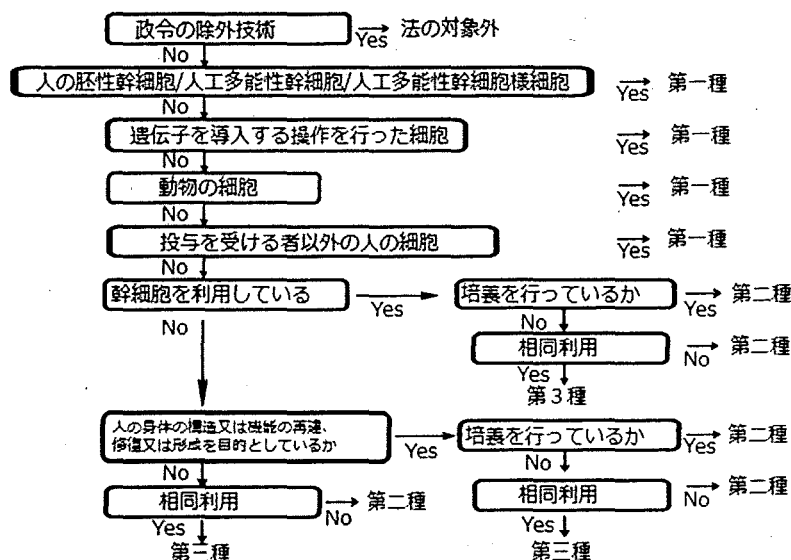 政令の除外技術
Yes
法の対象外
No
人の胚性幹細胞/人工多能性幹細胞/人工多能性幹細胞様細胞
Yes
第一種
No
遺伝子を導入する操作を行った細胞
Yes
第一種
No
動物の細胞
Yes
第一種
No
投与を受ける者以外の人の細胞
Yes
第一種
No
幹細胞を利用している
Yes
培養を行っているか
Yes
第二種
No
No
相同利用
No
第二種
Yes
第3種
人の身体の構造又は機能の再建、
修復又は形成を目的としているか
Yes
培養を行っているか
Yes
第二種
No
No
相同利用
No
第二種
相同利用
No
第二種
Yes
第三種
Yes
第三種